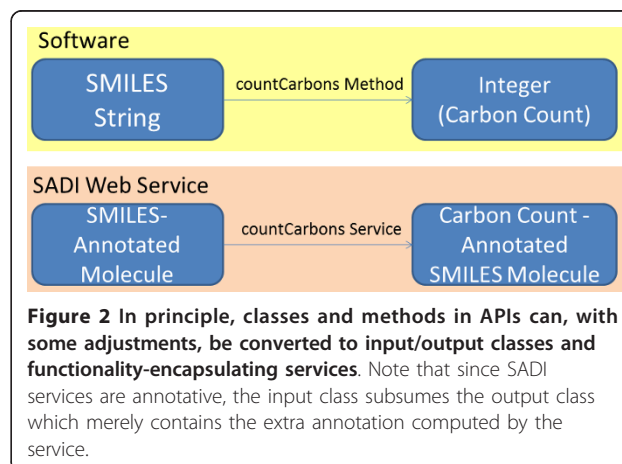 Software
SMILES
String
countCarbons Method
Integer
(Carbon Count)
SADI Web Service
SMILES-
Annotated
Molecule
countCarbons Service
Carbon Count -
Annotated
SMILES Molecule
Figure 2 In principle, classes and methods in APIs can, with
some adjustments, be converted to input/output classes and
functionality-encapsulating services. Note that since SADI
services are annotative, the input class subsumes the output class
which merely contains the extra annotation computed by the
service.